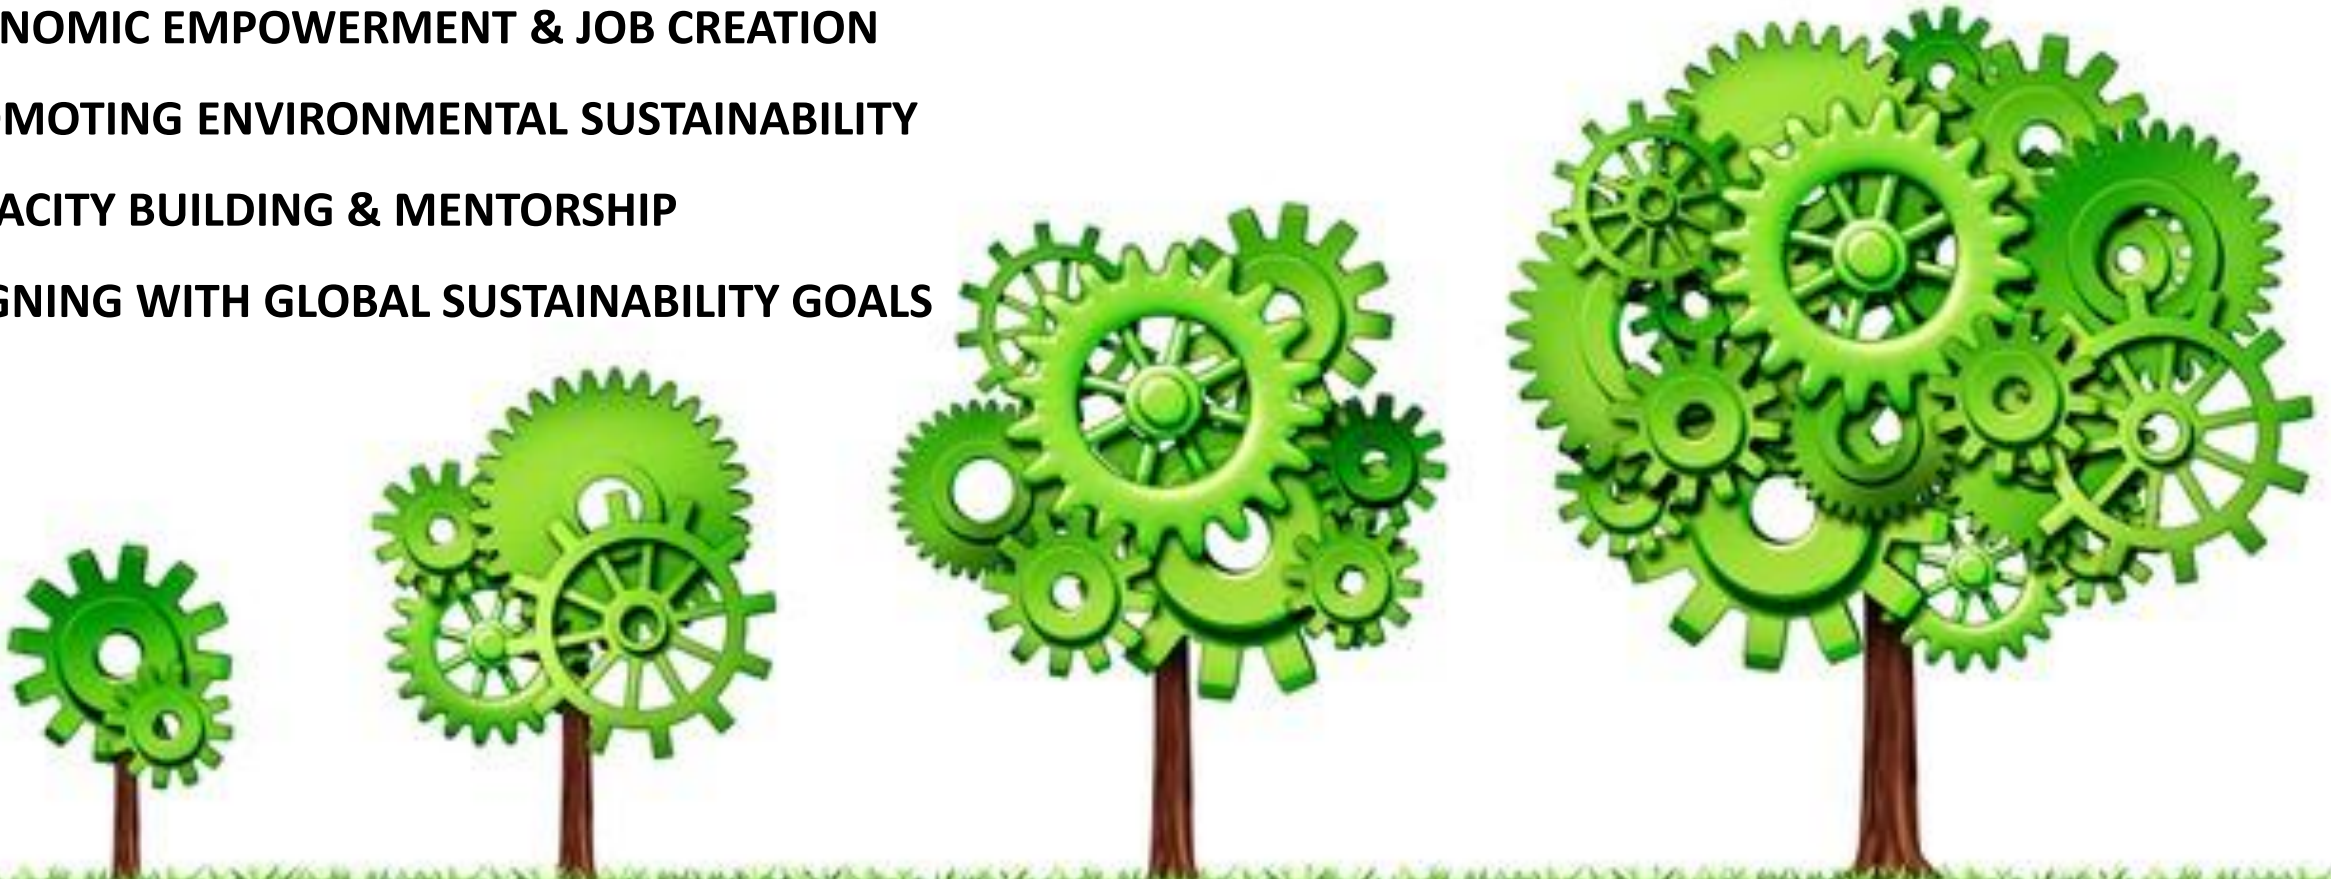 NOMIC EMPOWERMENT & JOB CREATION
MOTING ENVIRONMENTAL SUSTAINABILITY
ACITY BUILDING & MENTORSHIP
GNING WITH GLOBAL SUSTAINABILITY GOALS